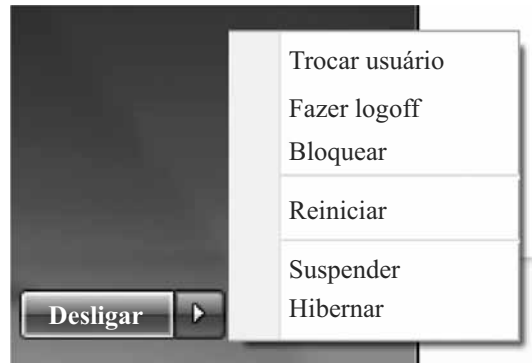 Trocar usuário
Fazer logoff
Bloquear
Reiniciar
Suspender
Hibernar
Desligar